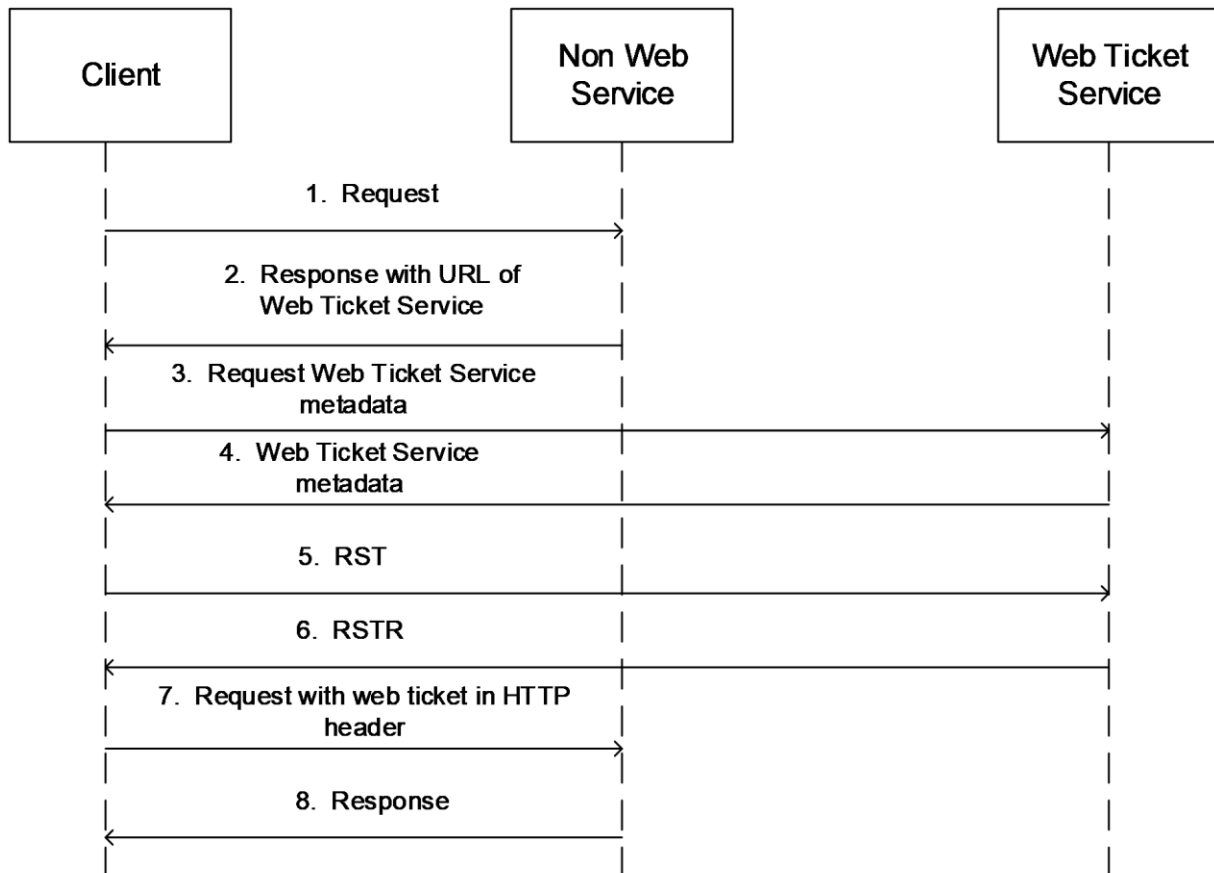 Client
Non Web
Service
Web Ticket
Service
1. Request
2. Response with URL of
Web Ticket Service
3. Request Web Ticket Service
metadata
4. Web Ticket Service
metadata
5. RST
6. RSTR
7. Request with web ticket in HTTP
header
8. Response